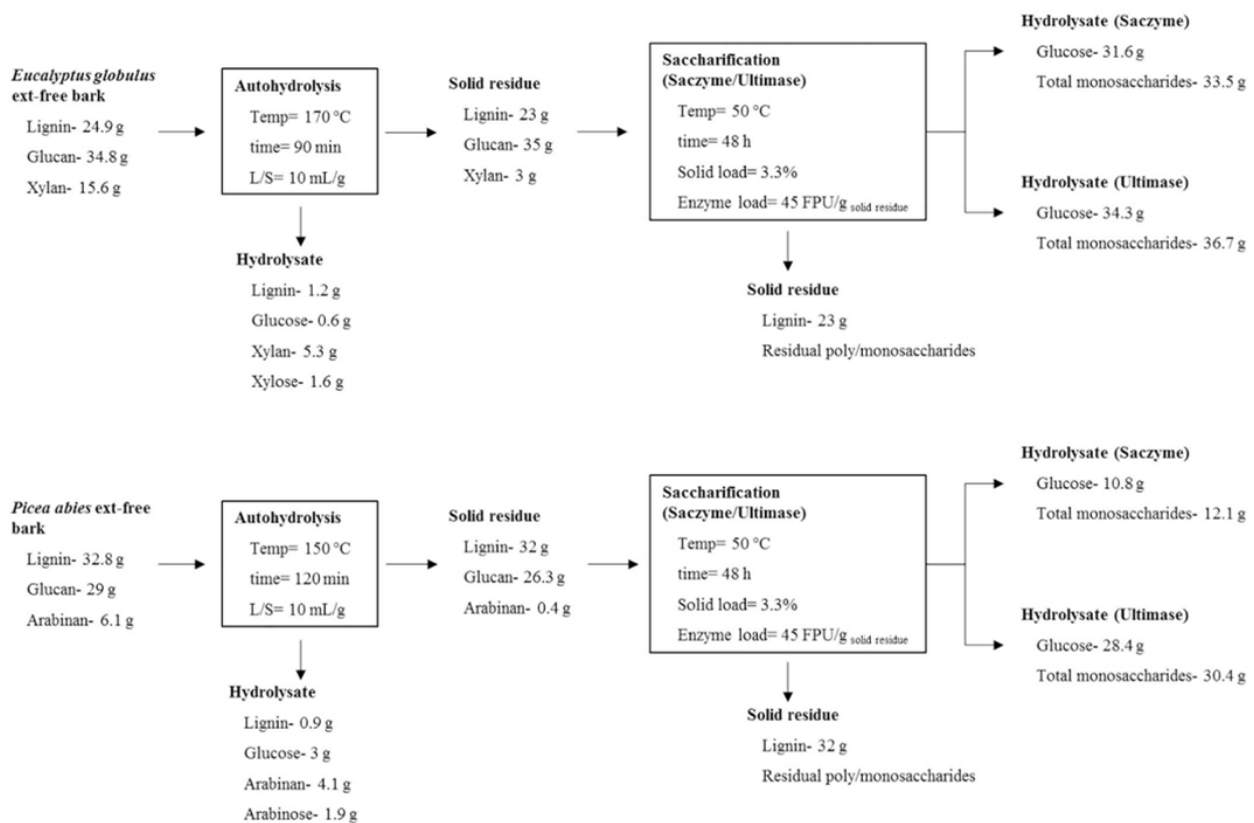 Eucalyptus globulus
ext-free bark
Lignin- 24.9 g
Glucan- 34.8 g
Xylan- 15.6 g
Autohydrolysis
Temp= 170 °C
time= 90 min
L/S= 10 mL/g
Hydrolysate
Lignin- 1.2 g
Glucose- 0.6 g
Xylan- 5.3 g
Xylose- 1.6 g
Solid residue
Lignin- 23 g
Glucan- 35 g
Xylan- 3 g
Saccharification
(Saczyme/Ultimase)
Temp= 50 °C
time= 48 h
Solid load= 3.3%
Enzyme load= 45 FPU/g solid residue
Solid residue
Lignin- 23 g
Residual poly/monosaccharides
Hydrolysate (Saczyme)
Glucose- 31.6 g
Total monosaccharides- 33.5 g
Hydrolysate (Ultimase)
Glucose- 34.3 g
Total monosaccharides- 36.7 g
Picea abies ext-free
bark
Lignin- 32.8 g
Glucan- 29 g
Arabinan- 6.1 g
Autohydrolysis
Temp= 150 °C
time= 120 min
L/S= 10 mL/g
Hydrolysate
Lignin- 0.9 g
Glucose- 3 g
Arabinan- 4.1 g
Arabinose- 1.9 g
Solid residue
Lignin- 32 g
Glucan- 26.3 g
Arabinan- 0.4 g
Saccharification
(Saczyme/Ultimase)
Temp= 50 °C
time= 48 h
Solid load= 3.3%
Enzyme load= 45 FPU/g solid residue
Solid residue
Lignin- 32 g
Residual poly/monosaccharides
Hydrolysate (Saczyme)
Glucose- 10.8 g
Total monosaccharides- 12.1 g
Hydrolysate (Ultimase)
Glucose- 28.4 g
Total monosaccharides- 30.4 g